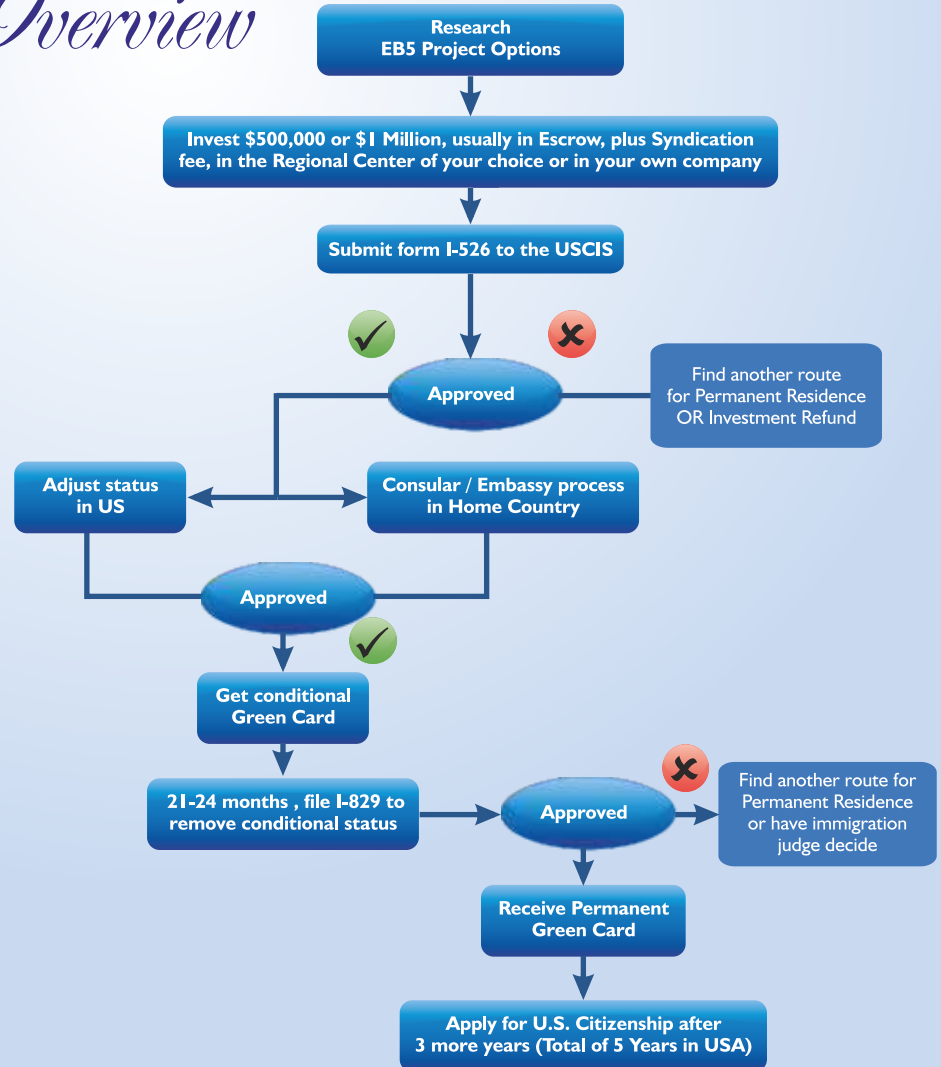 Overview
Research
EB5 Project Options
Invest $500,000 or $1 Million, usually in Escrow, plus Syndication
fee, in the Regional Center of your choice or in your own company
Submit form I-526 to the USCIS
Approved
Find another route
for Permanent Residence
OR Investment Refund
Adjust status
in US
Consular / Embassy process
in Home Country
Approved
Get conditional
Green Card
21-24 months , file I-829 to
remove conditional status
Approved
Find another route for
Permanent Residence
or have immigration
judge decide
Receive Permanent
Green Card
Apply for U.S. Citizenship after
3 more years (Total of 5 Years in USA)